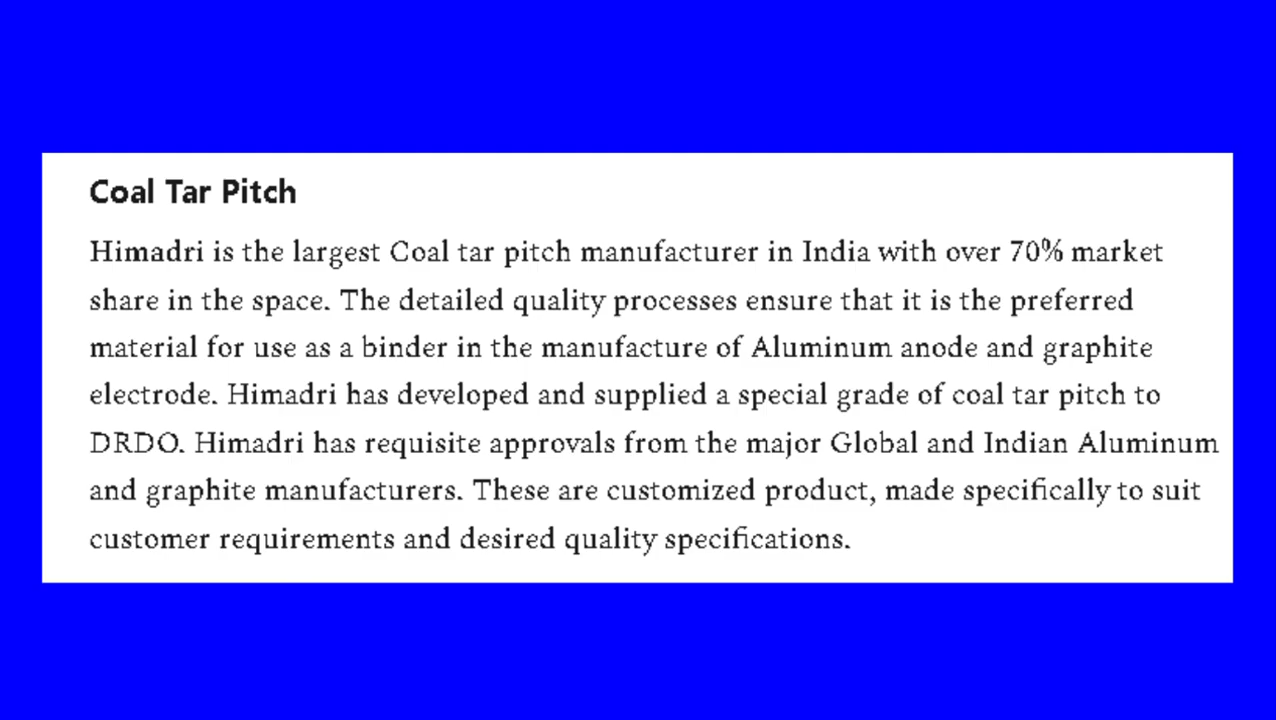 Coal Tar Pitch
Himadri is the largest Coal tar pitch manufacturer in India with over 70% market
share in the space. The detailed quality processes ensure that it is the preferred
material for use as a binder in the manufacture of Aluminum anode and graphite
electrode. Himadri has developed and supplied a special grade of coal tar pitch to
DRDO. Himadri has requisite approvals from the major Global and Indian Aluminum
and graphite manufacturers. These are customized product, made specifically to suit
customer requirements and desired quality specifications.